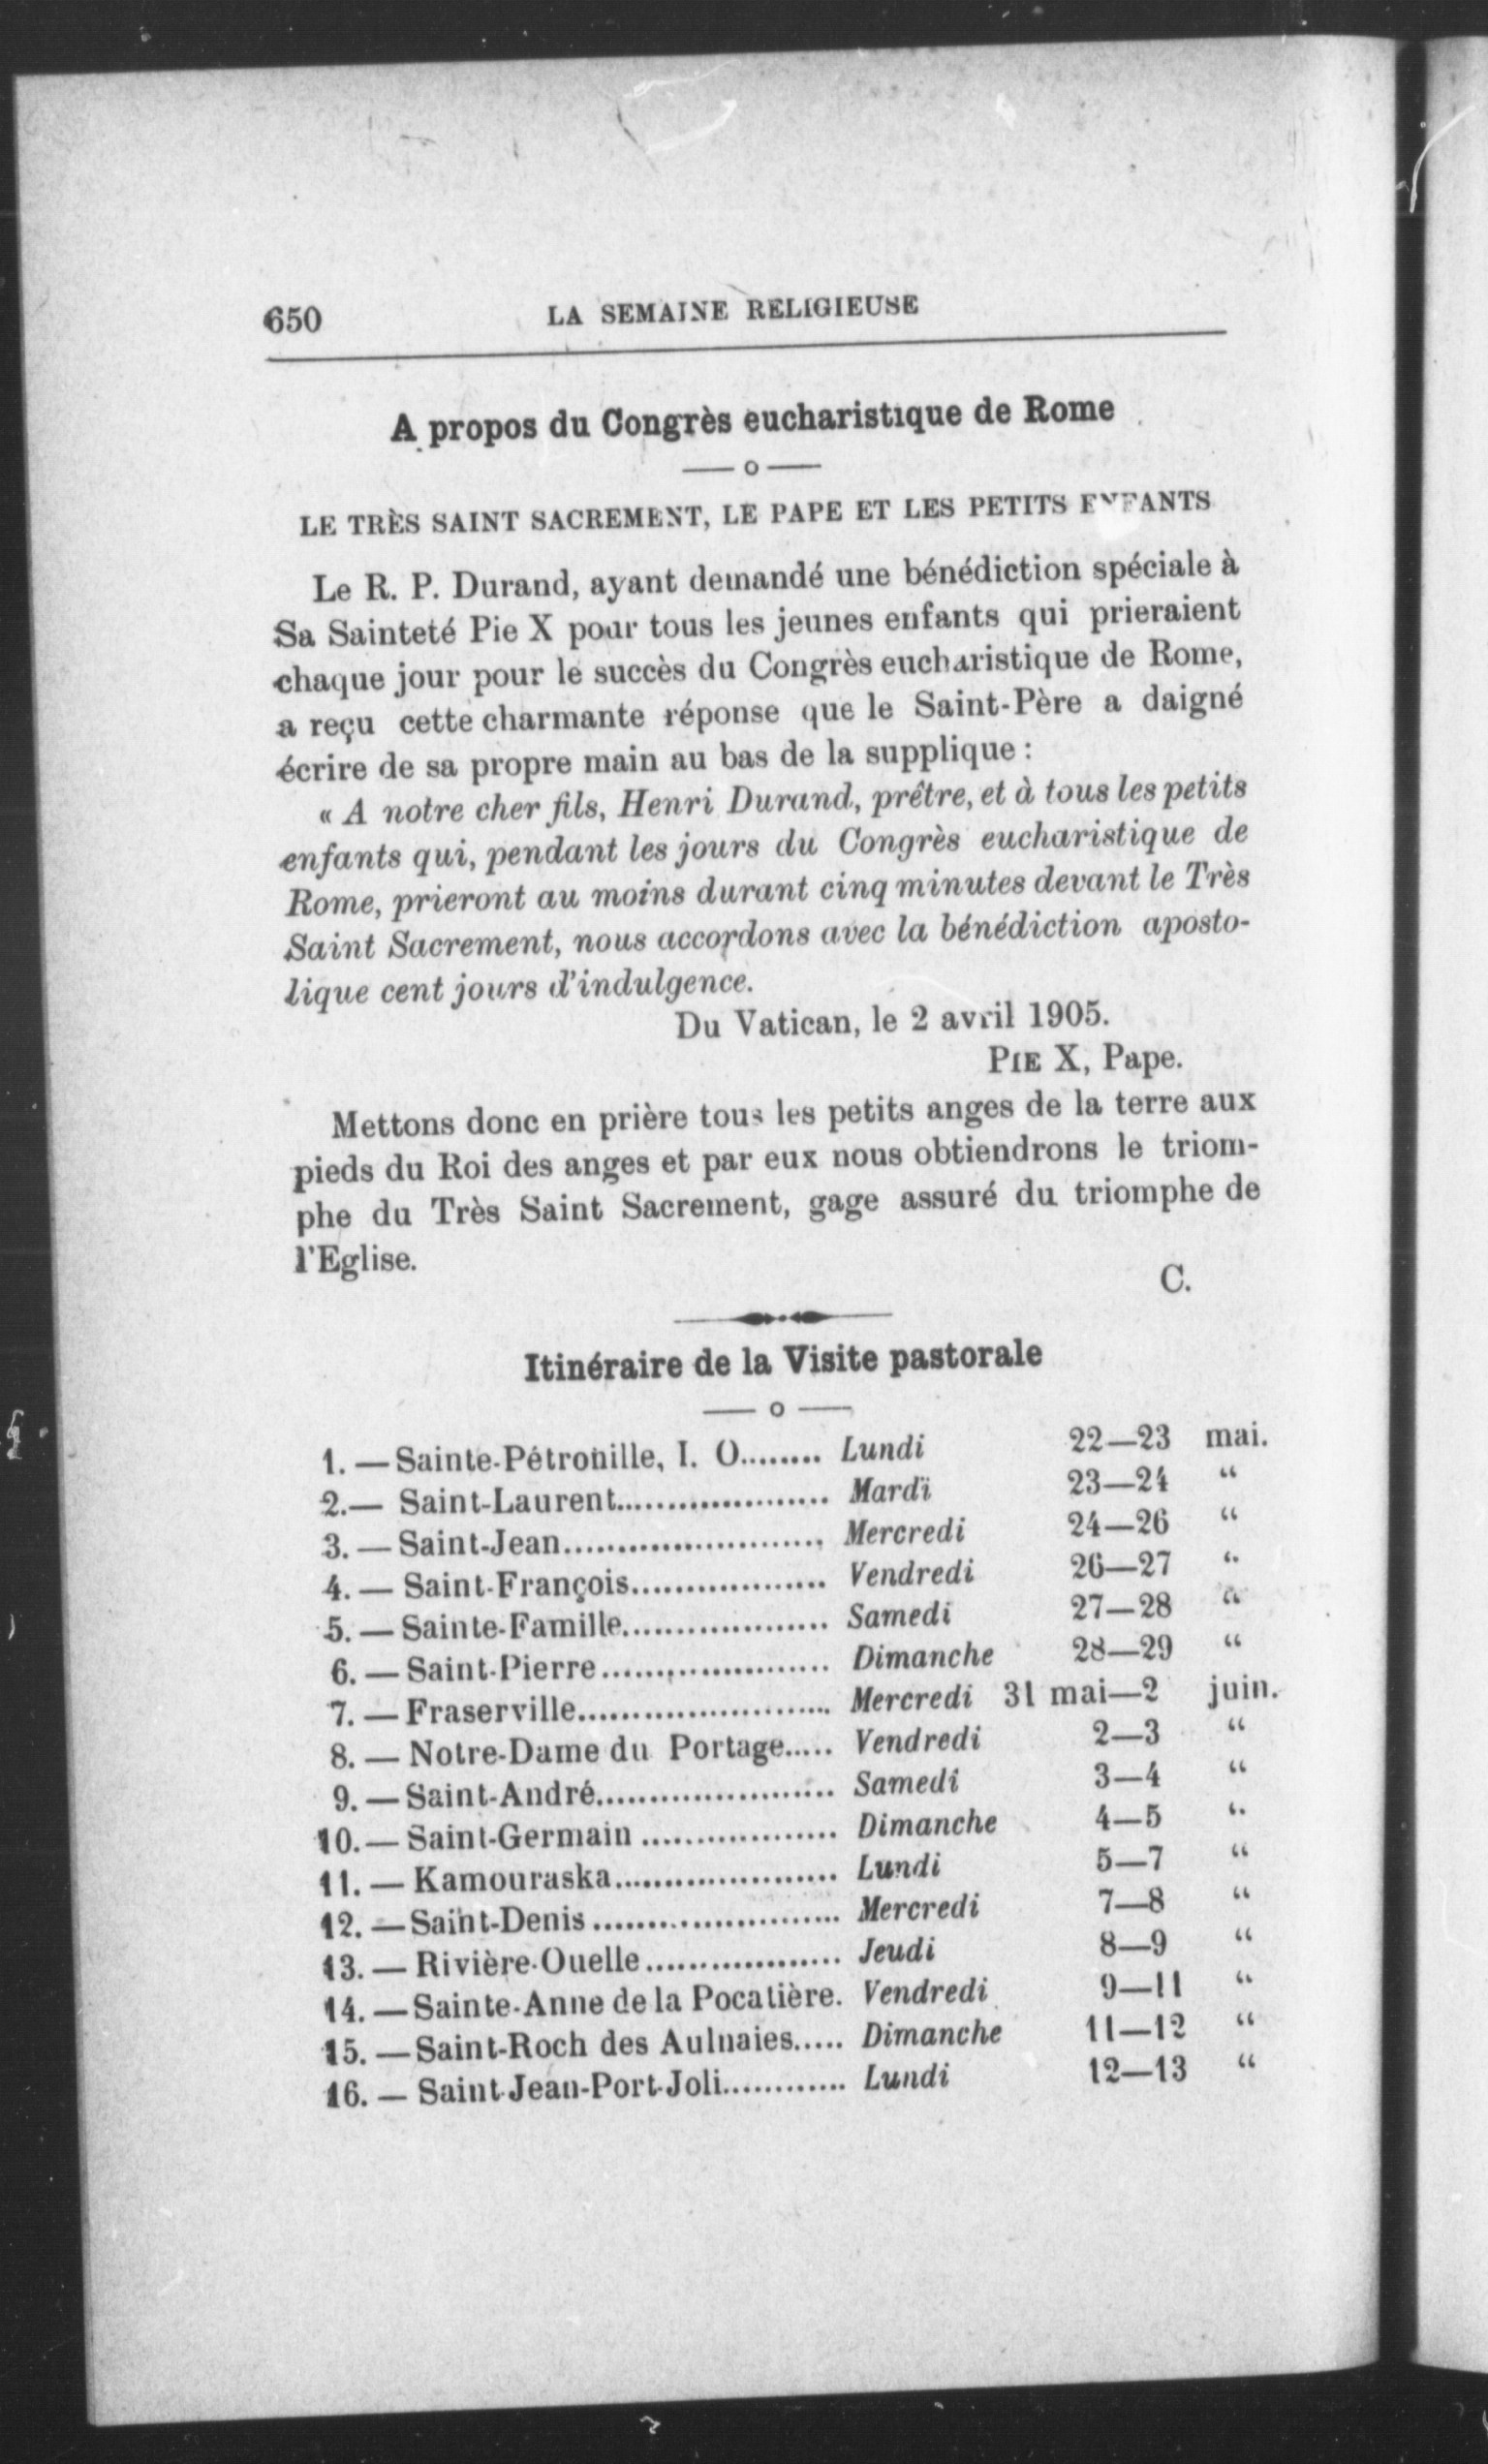 650 LA SEMAINE RELIGIEUSE
A propos du Congrès eucharistique de Rome
— o —
LE TRÈS SAINT SACREMENT, LE PAPE ET LES PETITS ENFANTS
Le R. P. Durand, ayant demandé une bénédiction spéciale à
Sa Sainteté Pie X pour tous les jeunes enfants qui prieraient
chaque jour pour le succès du Congrès eucharistique de Rome,
a reçu cette charmante réponse que le Saint-Père a daigné
écrire de sa propre main au bas de la supplique :
« A notre cher fils, Henri Durand, prêtre, et à tous les petits
enfants qui, pendant les jours du Congrès eucharistique de
Rome, prieront au moins durant cinq minutes devant le Très
Saint Sacrement, nous accordons avec la bénédiction aposto-
lique cent jours d'indulgence.
Du Vatican, le 2 avril 1905.
PIE X, Pape.
Mettons donc en prière tous les petits anges de la terre aux
pieds du Roi des anges et par eux nous obtiendrons le triom-
phe du Très Saint Sacrement, gage assuré du triomphe de
l'Eglise.
C.
Itinéraire de la Visite pastorale
— o —
1. — Sainte-Pétronille, I. O........ Lundi 22—23 mai.
2.— Saint-Laurent.................... Mardi 23—24 “
3. — Saint-Jean......................... Mercredi 24—26 “
4. — Saint-François................... Vendredi 26—27 “
5. — Sainte-Famille.................... Samedi 27—28 “
6. — Saint-Pierre...................... Dimanche 28—29 “
7. — Fraserville........................ Mercredi 31 mai—2 juin.
8. — Notre-Dame du Portage..... Vendredi 2—3 “
9. — Saint-André....................... Samedi 3—4 “
10.— Saint-Germain ................... Dimanche 4—5 “
11. — Kamouraska...................... Lundi 5—7 “
12. — Saint-Denis ........................ Mercredi 7—8 “
13. — Rivière-Ouelle................... Jeudi 8—9 “
14. — Sainte-Anne de la Pocatière. Vendredi 9—11 “
15. — Saint-Roch des Aulnaies..... Dimanche 11—12 “
16. — Saint-Jean-Port-Joli............ Lundi 12—13 “